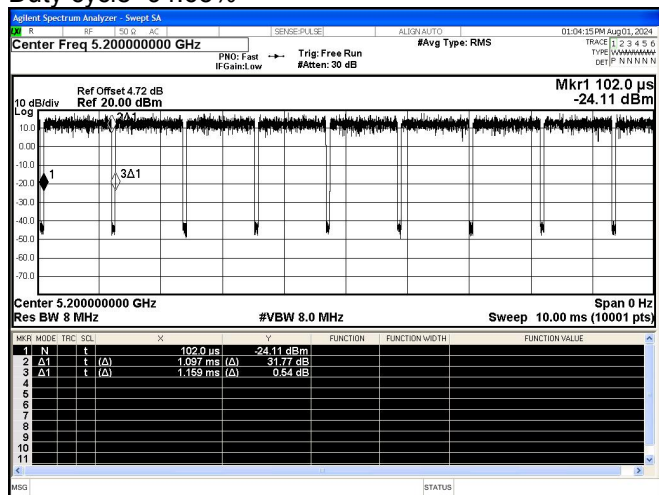 Agilent Spectrum Analyzer - Swept SA
R RF 50 Ω AC SENSE:PULSE ALIGN AUTO 01:04:15 PM Aug 01, 2024
Center Freq 5.200000000 GHz #Avg Type: RMS TRACE 1 2 3 4 5 6
PNO: Fast Trig: Free Run TYPE
IFGain:Low #Atten: 30 dB DET P N N N N N
Mkr1 102.0 µs
Ref Offset 4.72 dB
10 dB/div Ref 20.00 dBm -24.11 dBm
Log
10.0
0.00
-10.0
-20.0
-30.0
-40.0
-50.0
-60.0
-70.0
2Δ1
1
3Δ1
Center 5.200000000 GHz Span 0 Hz
Res BW 8 MHz #VBW 8.0 MHz Sweep 10.00 ms (10001 pts)
MKR MODE TRC SCL X Y FUNCTION FUNCTION WIDTH FUNCTION VALUE
1 N t 102.0 µs -24.11 dBm
2 Δ1 t (Δ) 1.097 ms (Δ) 31.77 dB
3 Δ1 t (Δ) 1.159 ms (Δ) 0.54 dB
4
5
6
7
8
9
10
11
MSG STATUS